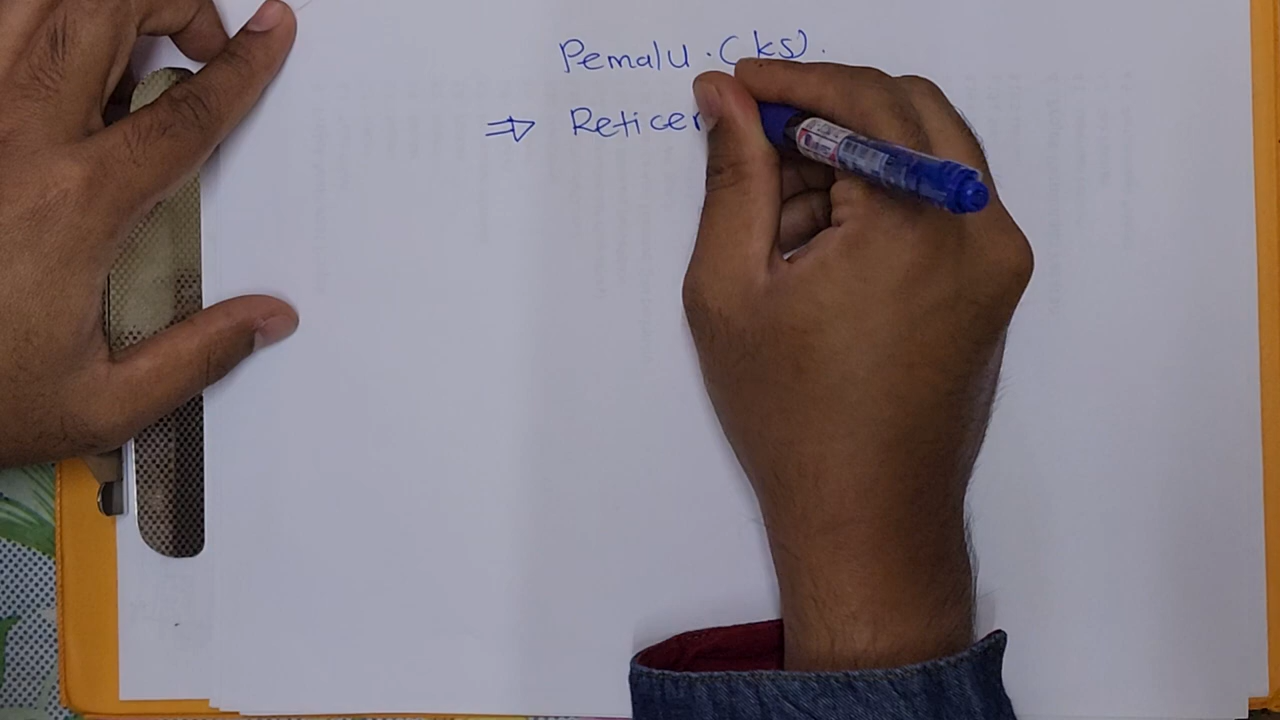 Pemalu. (ks).
⇒ Reticen